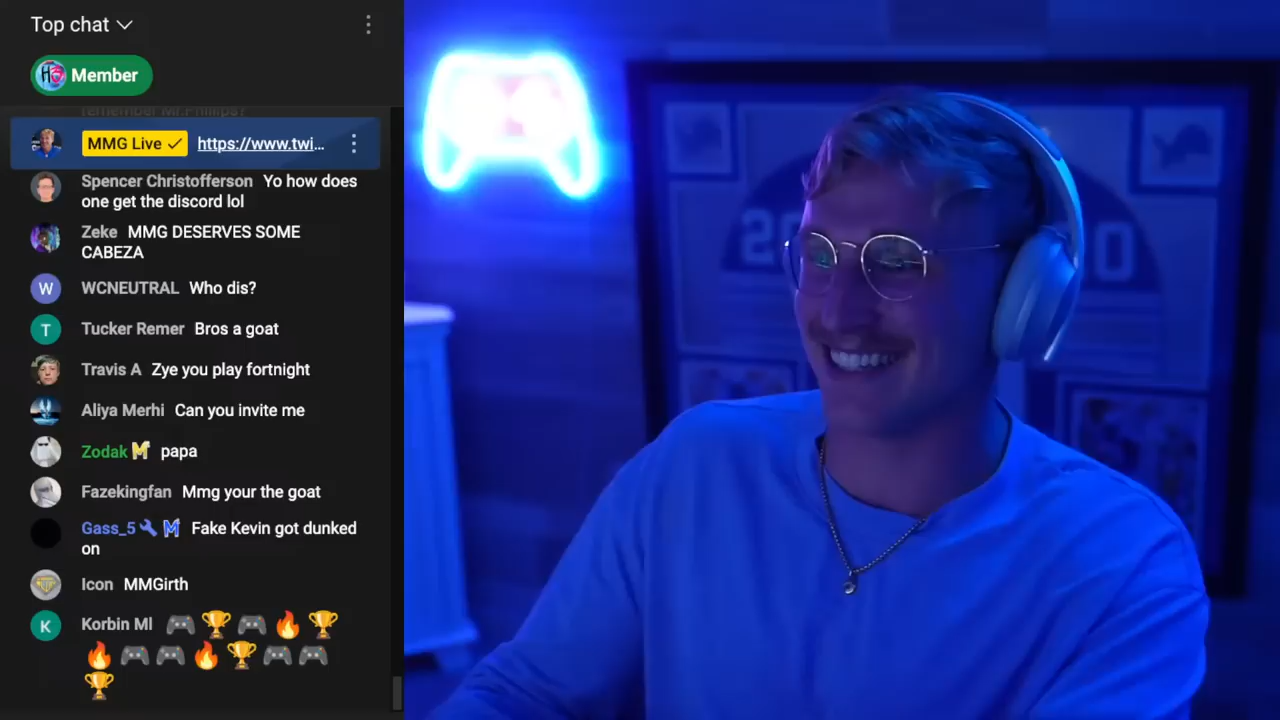 Top chat
Member
(emember Mr.Phillips?
MMG Live https://www.twi...
Spencer Christofferson Yo how does
one get the discord lol
Zeke MMG DESERVES SOME
CABEZA
W WCNEUTRAL Who dis?
T Tucker Remer Bros a goat
Travis A Zye you play fortnight
Aliya Merhi Can you invite me
Zodak M papa
Fazekingfan Mmg your the goat
Gass_5 M Fake Kevin got dunked
on
Icon MMGirth
K Korbin Ml 🎮🏆🎮🔥🏆
🔥🎮🎮🔥🏆🎮🎮
🏆